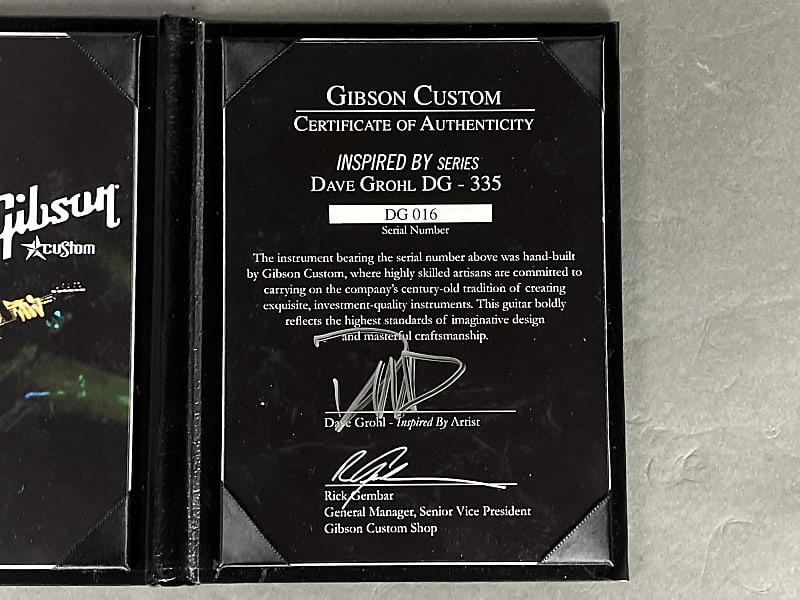 Gibson
custom
GIBSON CUSTOM
CERTIFICATE OF AUTHENTICITY
INSPIRED BY SERIES
DAVE GROHL DG - 335
DG 016
Serial Number
The instrument bearing the serial number above was hand-built
by Gibson Custom, where highly skilled artisans are committed to
carrying on the company's century-old tradition of creating
exquisite, investment-quality instruments. This guitar boldly
reflects the highest standards of imaginative design
and masterful craftsmanship.
Dave Grohl - Inspired By Artist
Rick Gembar
General Manager, Senior Vice President
Gibson Custom Shop